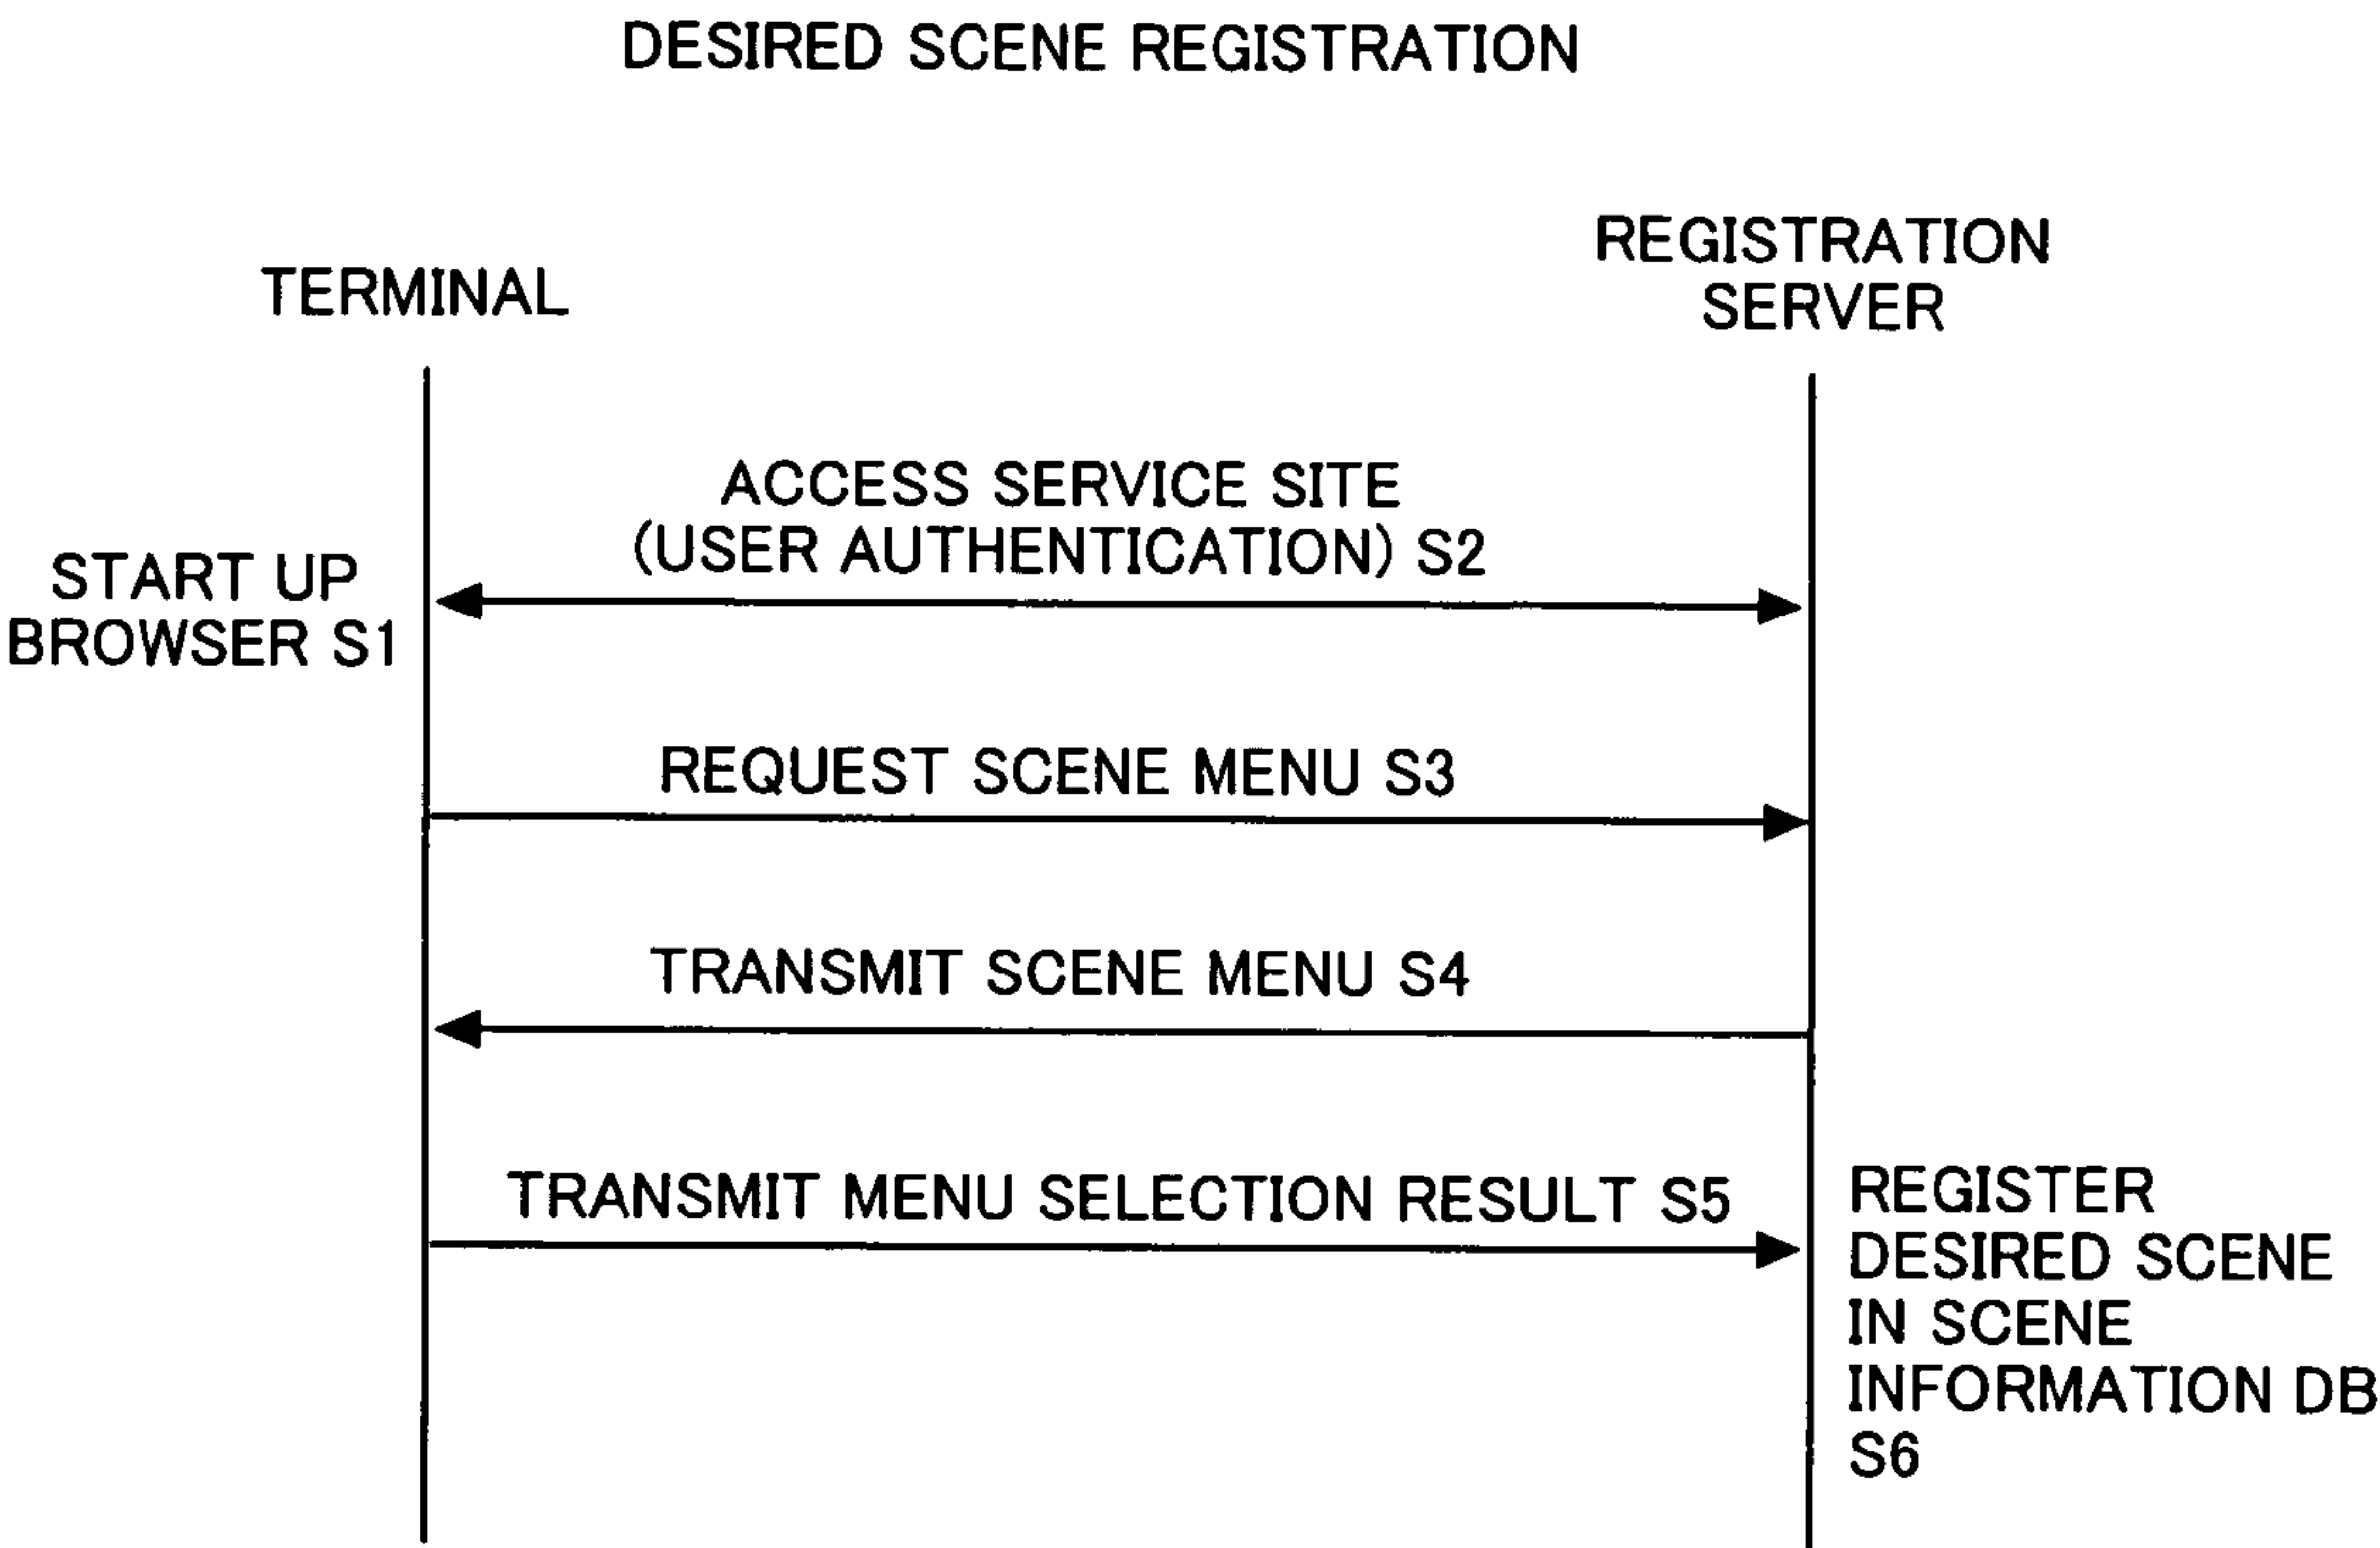 DESIRED SCENE REGISTRATION
TERMINAL
REGISTRATION
SERVER
ACCESS SERVICE SITE
(USER AUTHENTICATION) S2
START UP
BROWSER S1
REQUEST SCENE MENU S3
TRANSMIT SCENE MENU S4
TRANSMIT MENU SELECTION RESULT S5
REGISTER
DESIRED SCENE
IN SCENE
INFORMATION DB
S6